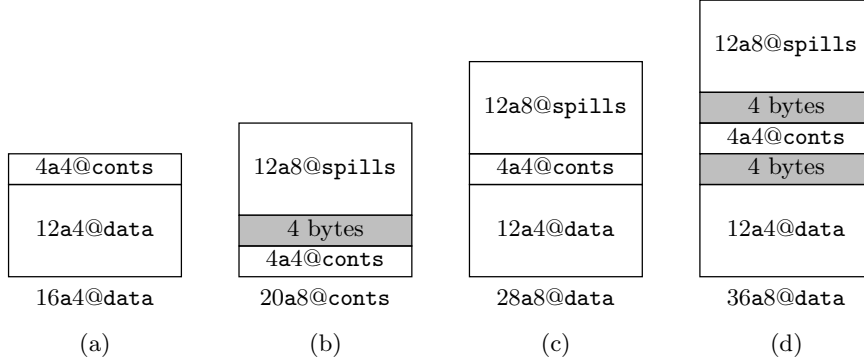 12a8@spills
4 bytes
4a4@conts
4 bytes
12a4@data
36a8@data
(d)
12a8@spills
4a4@conts
12a4@data
28a8@data
(c)
12a8@spills
4 bytes
4a4@conts
20a8@conts
(b)
4a4@conts
12a4@data
16a4@data
(a)